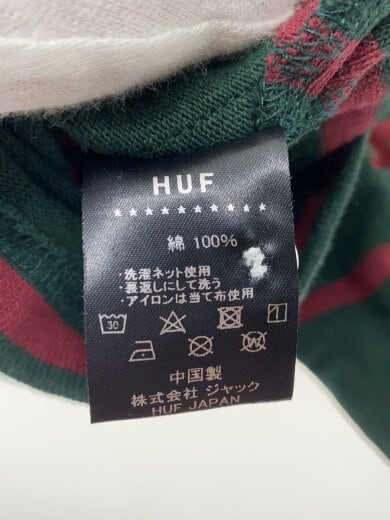 HUF
綿 100%
・洗濯ネット使用
・裏返しにして洗う
・アイロンは当て布使用
30
中国製
株式会社 ジャック
HUF JAPAN